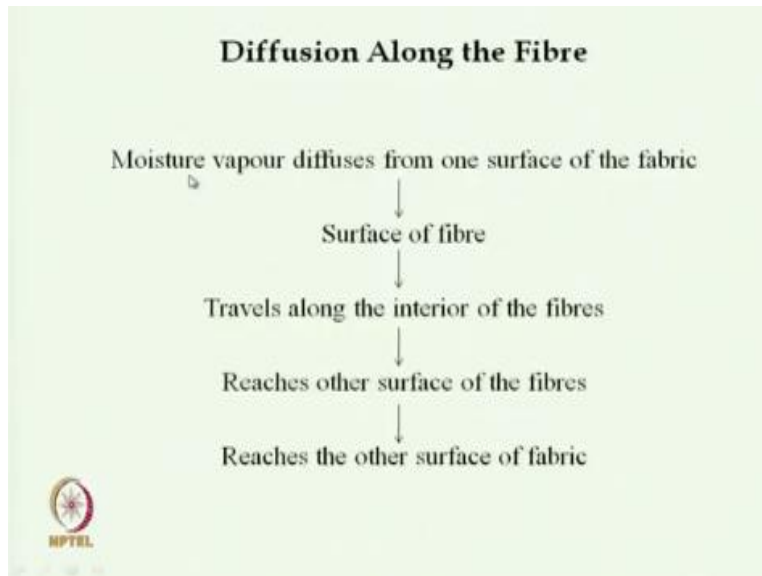 Diffusion Along the Fibre
Moisture vapour diffuses from one surface of the fabric
Surface of fibre
Travels along the interior of the fibres
Reaches other surface of the fibres
Reaches the other surface of fabric
NPTEL